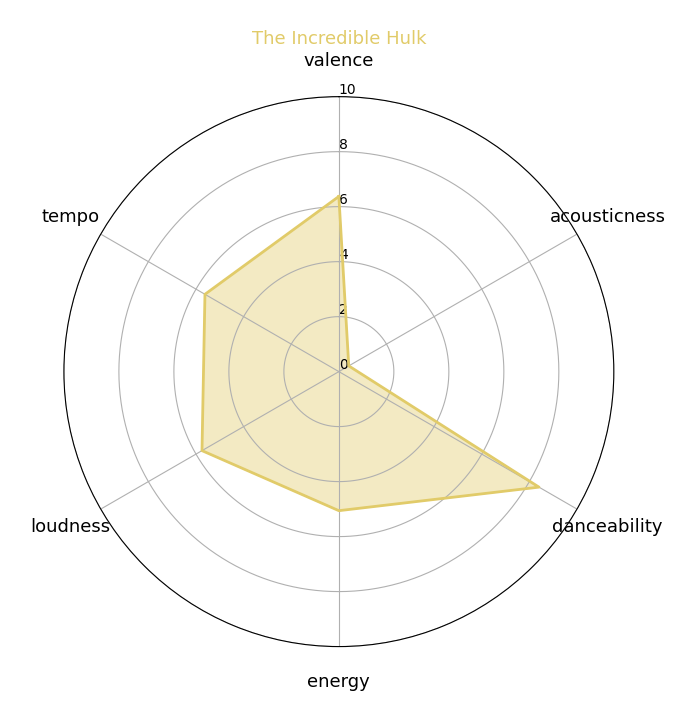 The Incredible Hulk
valence
10
8
tempo
acousticness
6
4
2
0
loudness
danceability
energy